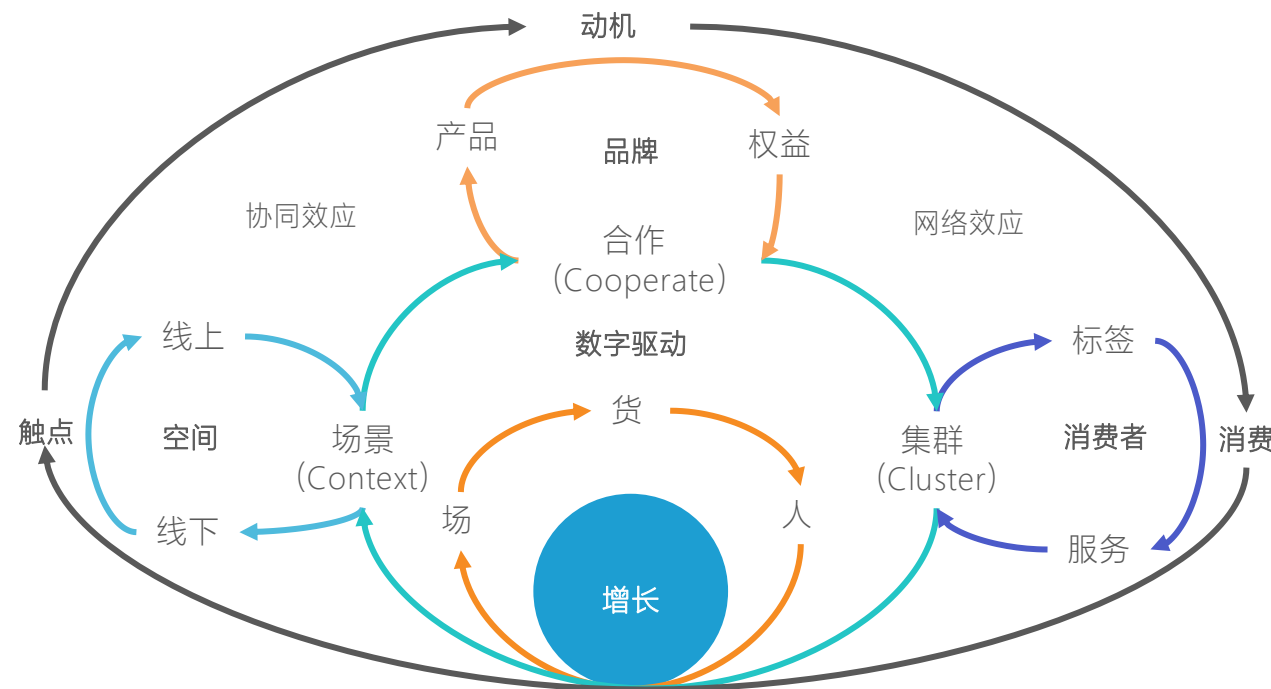 动机
产品
品牌
权益
协同效应
网络效应
合作
（Cooperate）
数字驱动
线上
标签
货
触点
空间
场景
（Context）
集群
（Cluster）
消费者
消费
场
人
线下
服务
增长